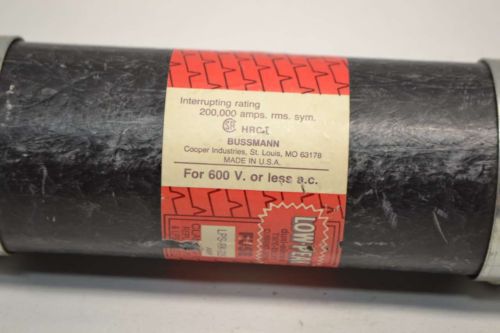 Interrupting rating
200,000 amps. rms. sym.
HRC-I
BUSSMANN
Cooper Industries, St. Louis, MO 63178
MADE IN U.S.A.
For 600 V. or less a.c.
LOW-PEAK